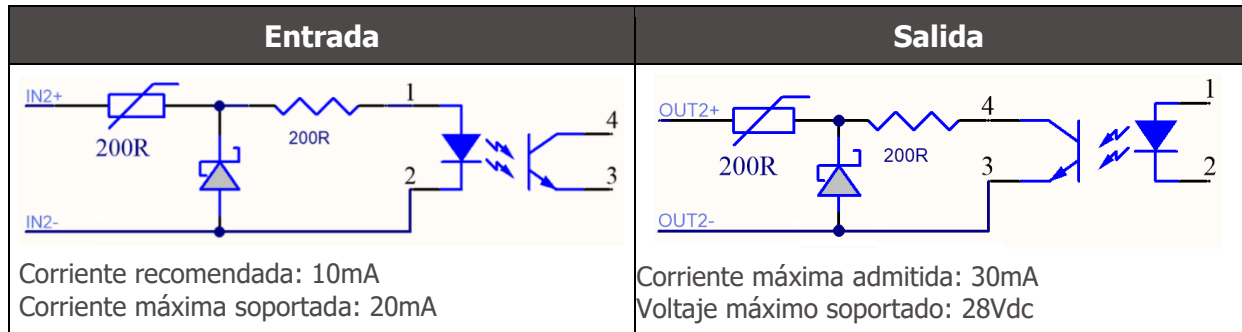 Entrada
Salida
IN2+
200R
200R
1
2
4
3
IN2-
Corriente recomendada: 10mA
Corriente máxima soportada: 20mA
OUT2+
200R
200R
4
3
1
2
OUT2-
Corriente máxima admitida: 30mA
Voltaje máximo soportado: 28Vdc